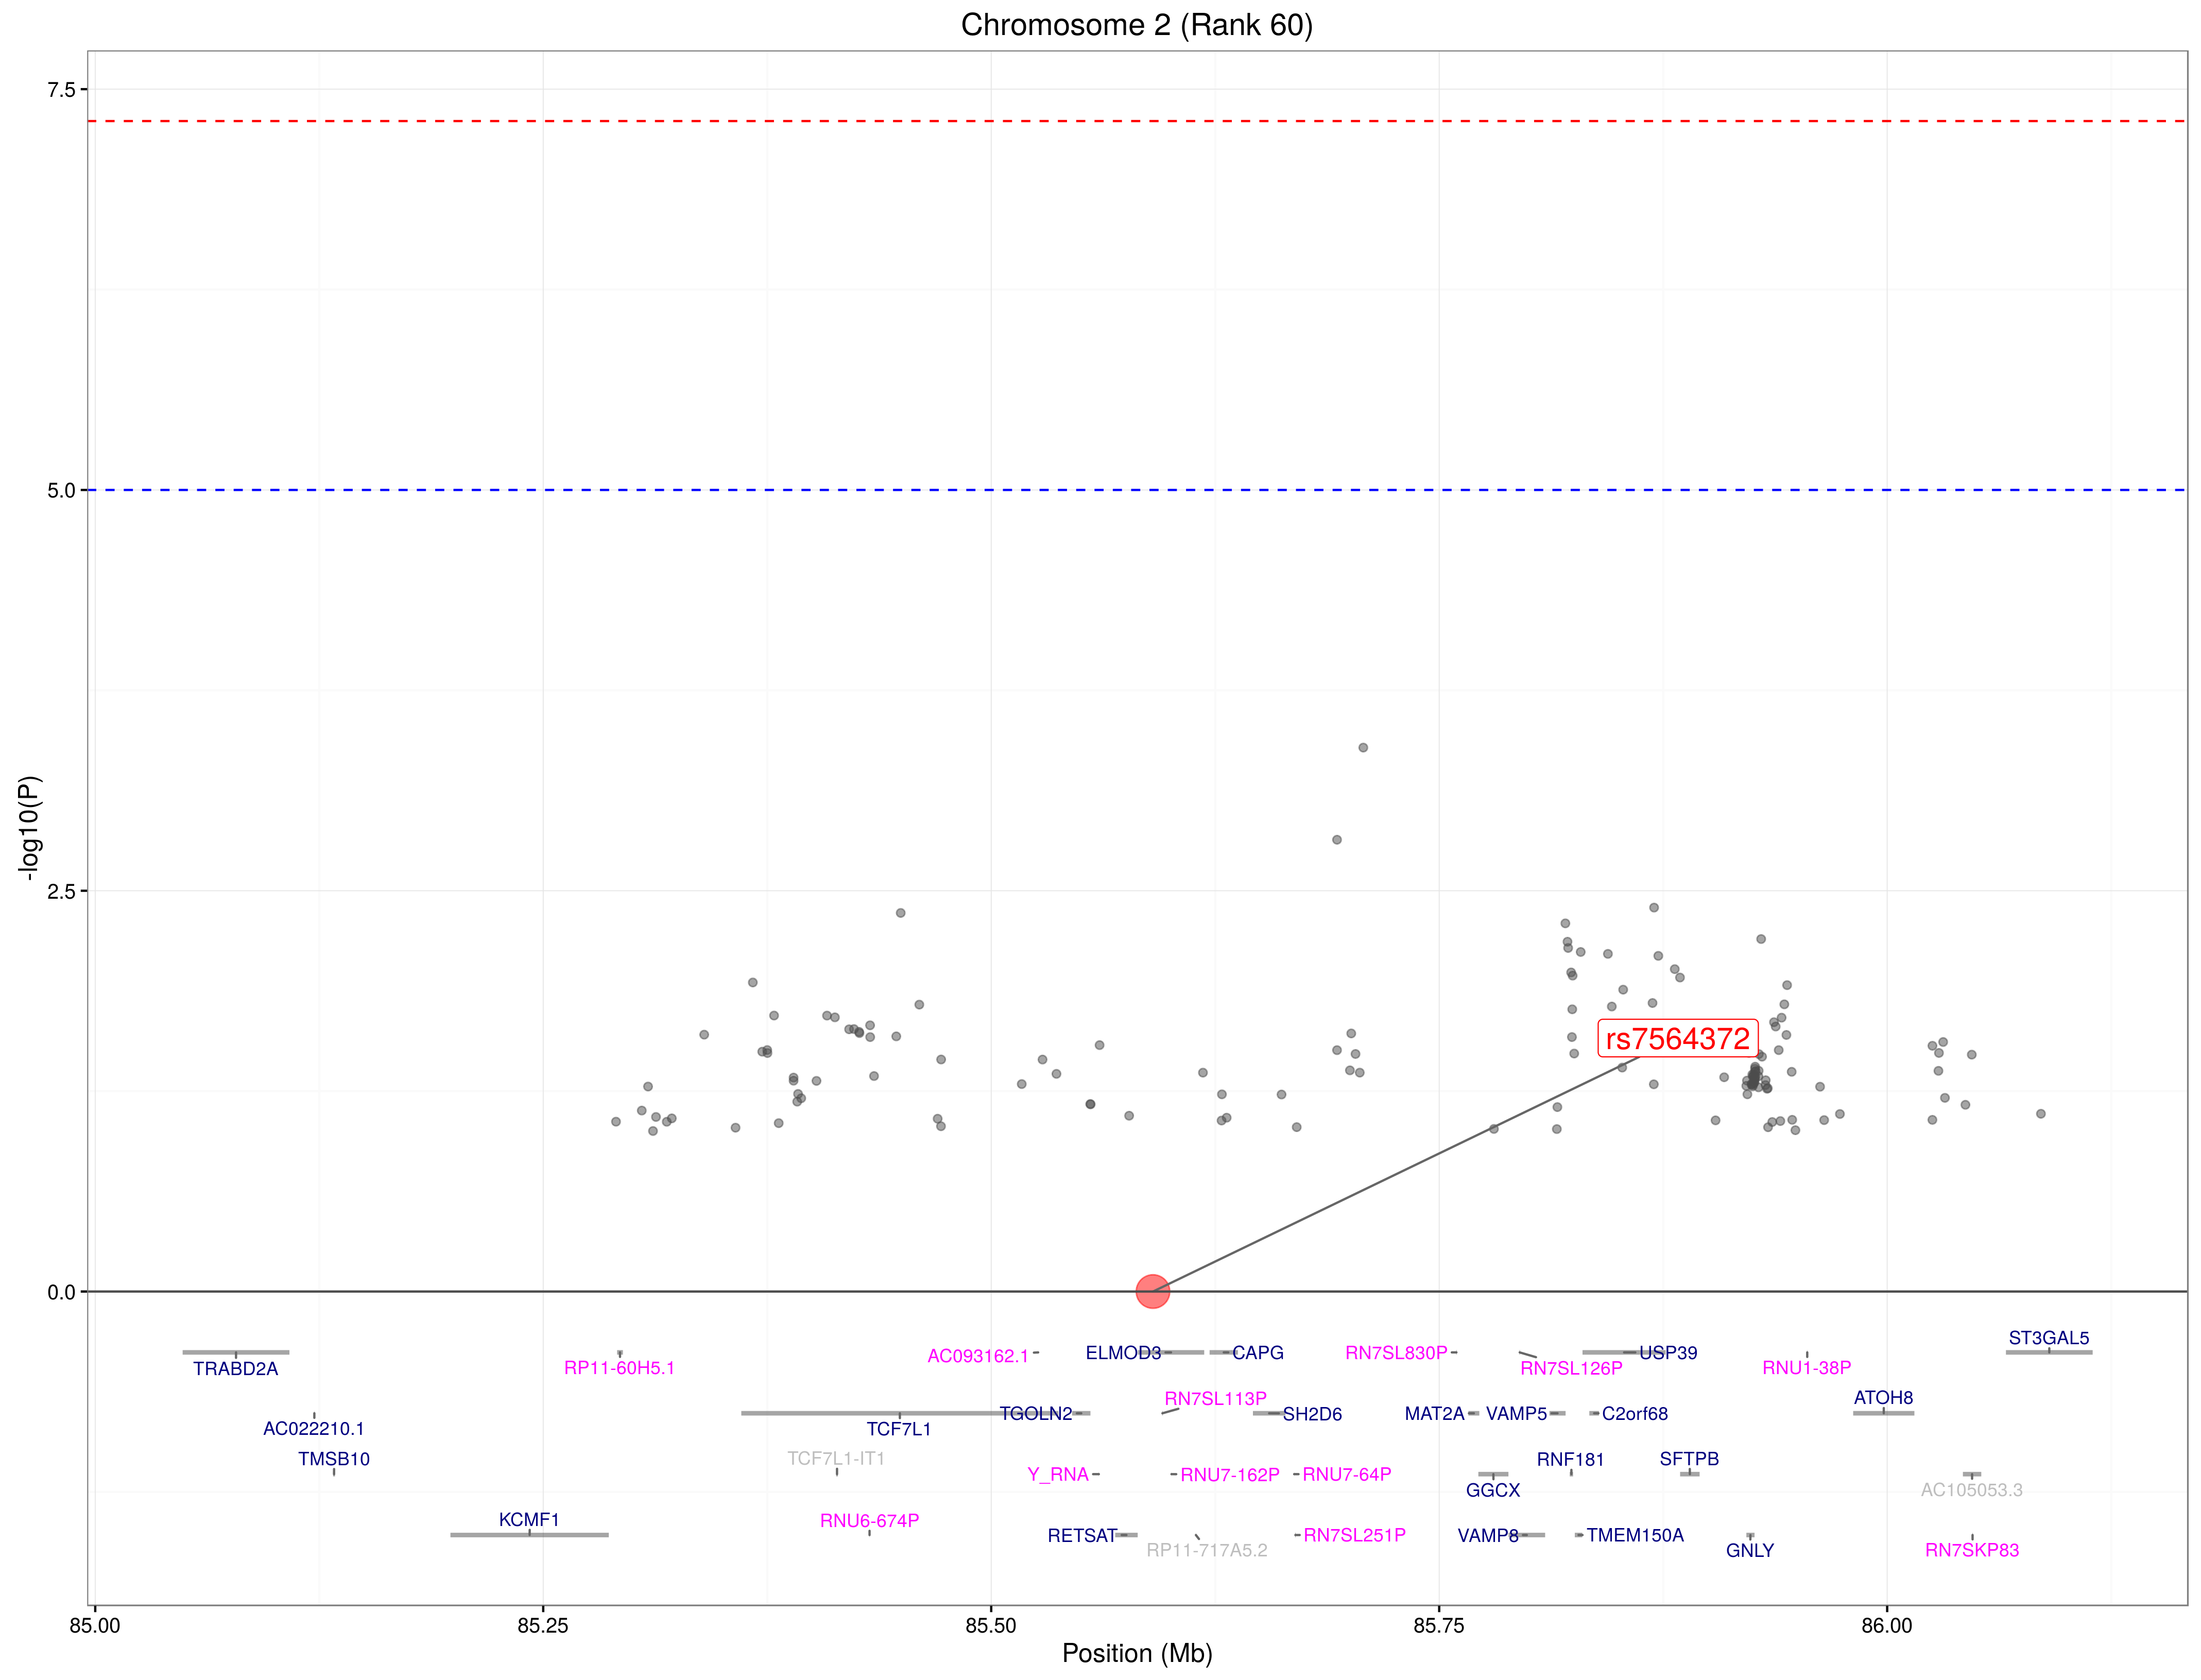 Chromosome 2 (Rank 60)
7.5
5.0
2.5
0.0
-log10(P)
rs7564372
ST3GAL5
TRABD2A
RP11-60H5.1
AC093162.1
ELMOD3
CAPG
RN7SL830P
RN7SL126P
USP39
RNU1-38P
RN7SL113P
ATOH8
AC022210.1
TCF7L1
TGOLN2
SH2D6
MAT2A
VAMP5
C2orf68
TMSB10
TCF7L1-IT1
Y_RNA
RNU7-162P
RNU7-64P
RNF181
SFTPB
GGCX
AC105053.3
KCMF1
RNU6-674P
RETSAT
RP11-717A5.2
RN7SL251P
VAMP8
TMEM150A
GNLY
RN7SKP83
85.00
85.25
85.50
85.75
86.00
Position (Mb)